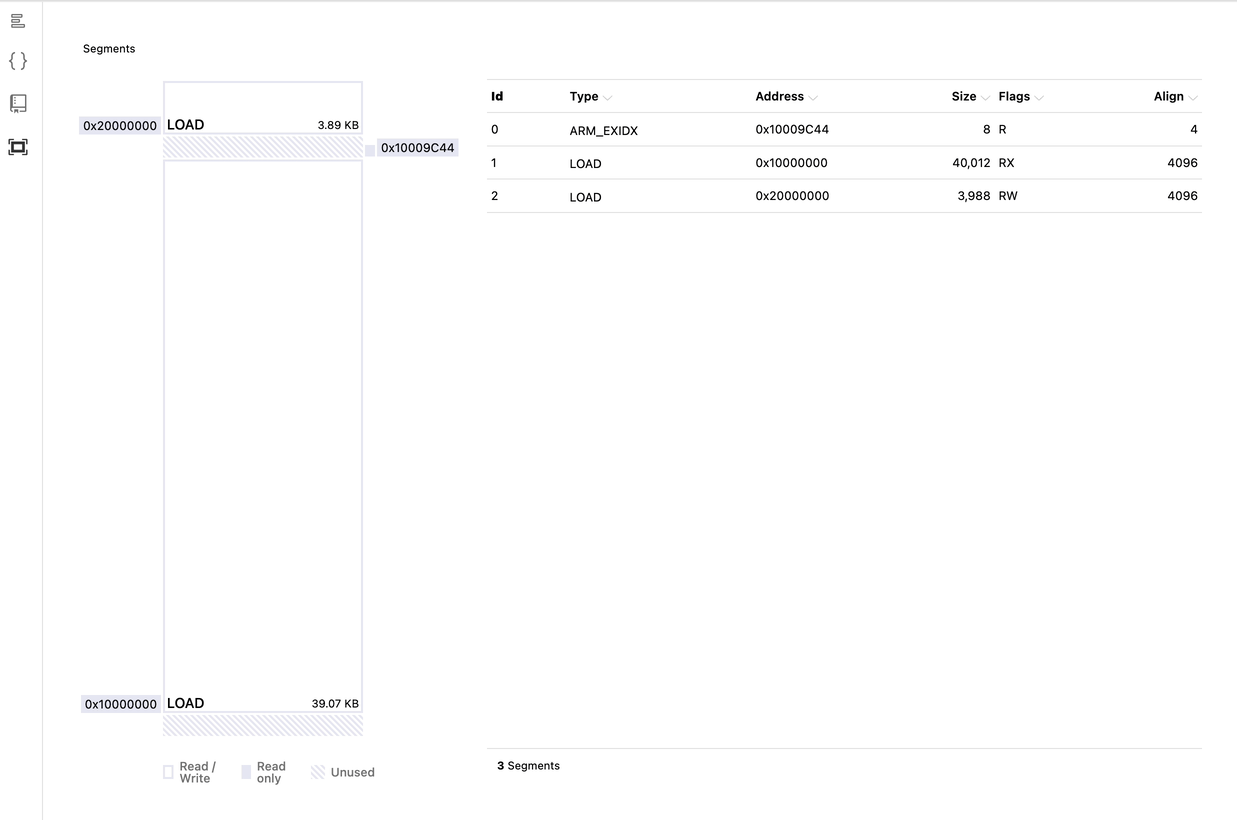 Segments
0x20000000 LOAD 3.89 KB
0x10009C44
0x10000000 LOAD 39.07 KB
Read / Write
Read only
Unused
Id Type Address Size Flags Align
0 ARM_EXIDX 0x10009C44 8 R 4
1 LOAD 0x10000000 40,012 RX 4096
2 LOAD 0x20000000 3,988 RW 4096
3 Segments